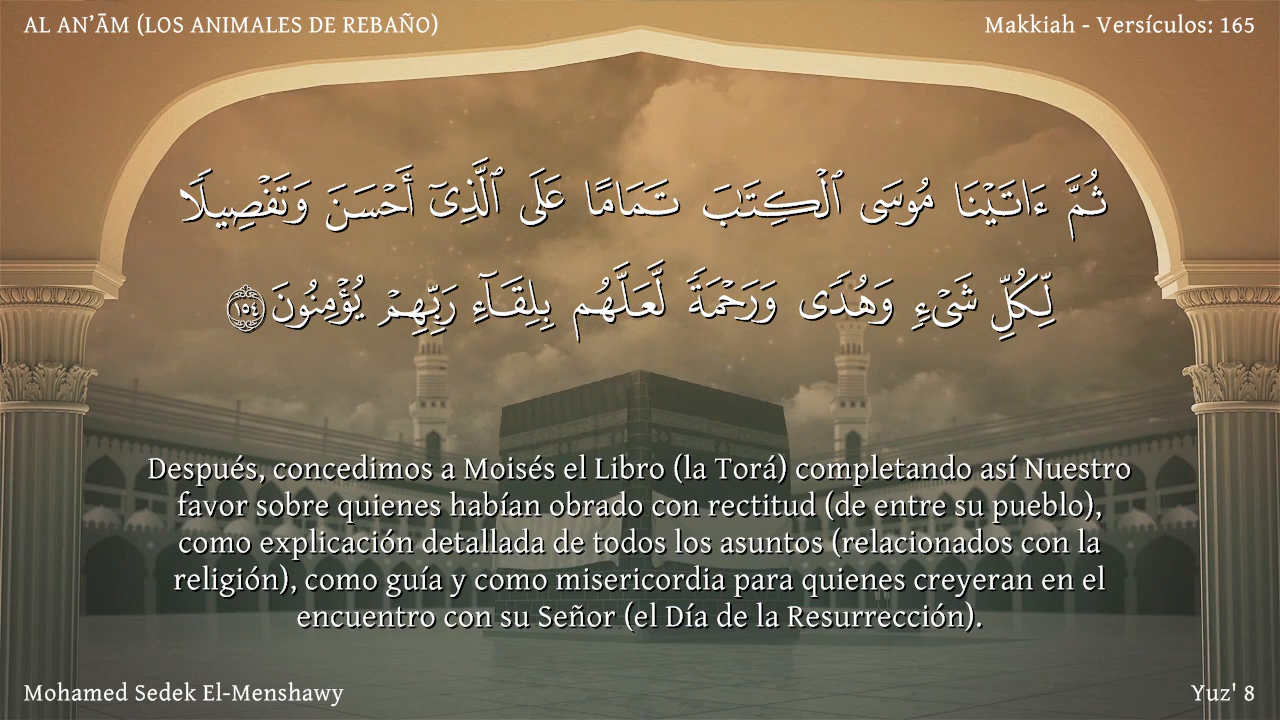 AL AN’ĀM (LOS ANIMALES DE REBAÑO)
Makkiah - Versículos: 165
ثُمَّ ءَاتَيْنَا مُوسَى ٱلْكِتَٰبَ تَمَامًا عَلَى ٱلَّذِىٓ أَحْسَنَ وَتَفْصِيلًا
لِّكُلِّ شَىْءٍ وَهُدًى وَرَحْمَةً لَّعَلَّهُم بِلِقَآءِ رَبِّهِمْ يُؤْمِنُونَ ١٥٤
Después, concedimos a Moisés el Libro (la Torá) completando así Nuestro
favor sobre quienes habían obrado con rectitud (de entre su pueblo),
como explicación detallada de todos los asuntos (relacionados con la
religión), como guía y como misericordia para quienes creyeran en el
encuentro con su Señor (el Día de la Resurrección).
Mohamed Sedek El-Menshawy
Yuz' 8